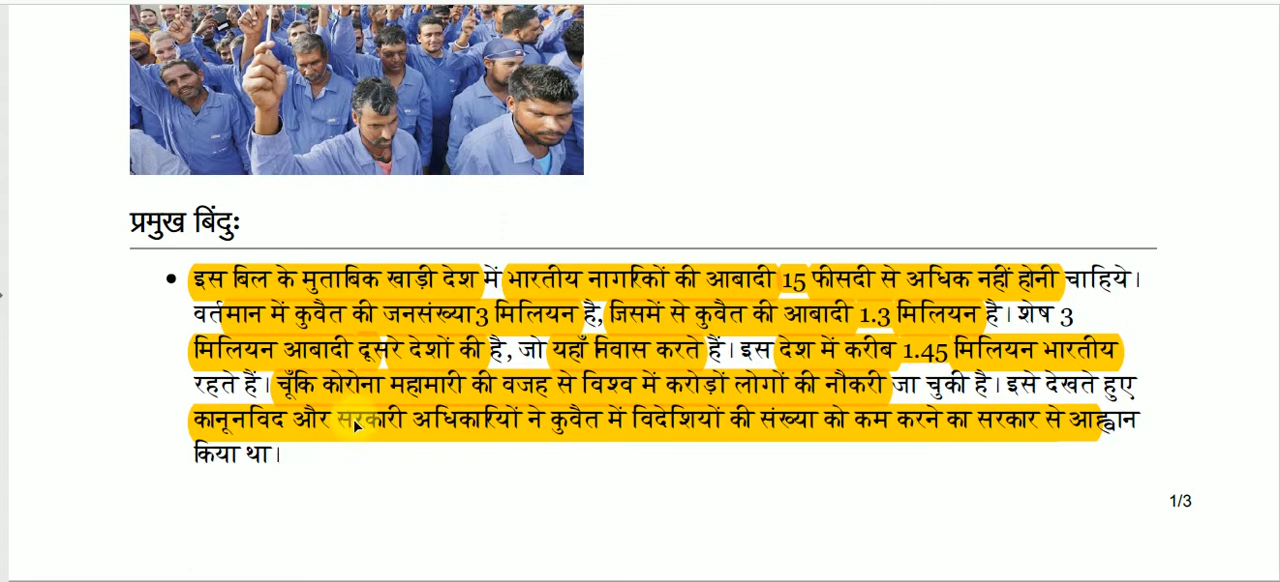 प्रमुख बिंदुः
• इस बिल के मुताबिक खाड़ी देश में भारतीय नागरिकों की आबादी 15 फीसदी से अधिक नहीं होनी चाहिये।
वर्तमान में कुवैत की जनसंख्या3 मिलियन है, जिसमें से कुवैत की आबादी 1.3 मिलियन है। शेष 3
मिलियन आबादी दूसरे देशों की है, जो यहाँ निवास करते हैं। इस देश में करीब 1.45 मिलियन भारतीय
रहते हैं। चूँकि कोरोना महामारी की वजह से विश्व में करोड़ों लोगों की नौकरी जा चुकी है। इसे देखते हुए
कानूनविद और सरकारी अधिकारियों ने कुवैत में विदेशियों की संख्या को कम करने का सरकार से आह्वान
किया था।
1/3